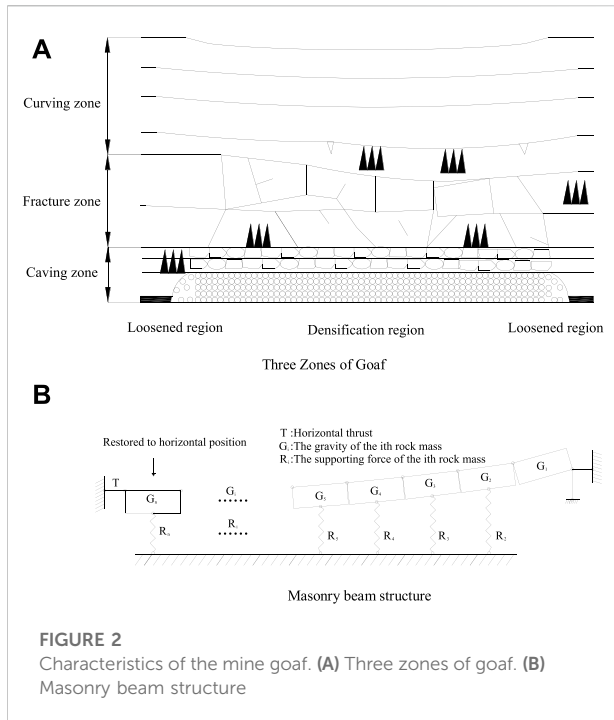 A
Curving zone
Fracture zone
Caving zone
Loosened region
Densification region
Loosened region
Three Zones of Goaf
B
Restored to horizontal position
T :Horizontal thrust
Gᵢ:The gravity of the ith rock mass
Rᵢ:The supporting force of the ith rock mass
T
Gₙ
Gᵢ
G₅
G₄
G₃
G₂
G₁
Rₙ
Rᵢ
R₅
R₄
R₃
R₂
Masonry beam structure
FIGURE 2
Characteristics of the mine goaf. (A) Three zones of goaf. (B)
Masonry beam structure